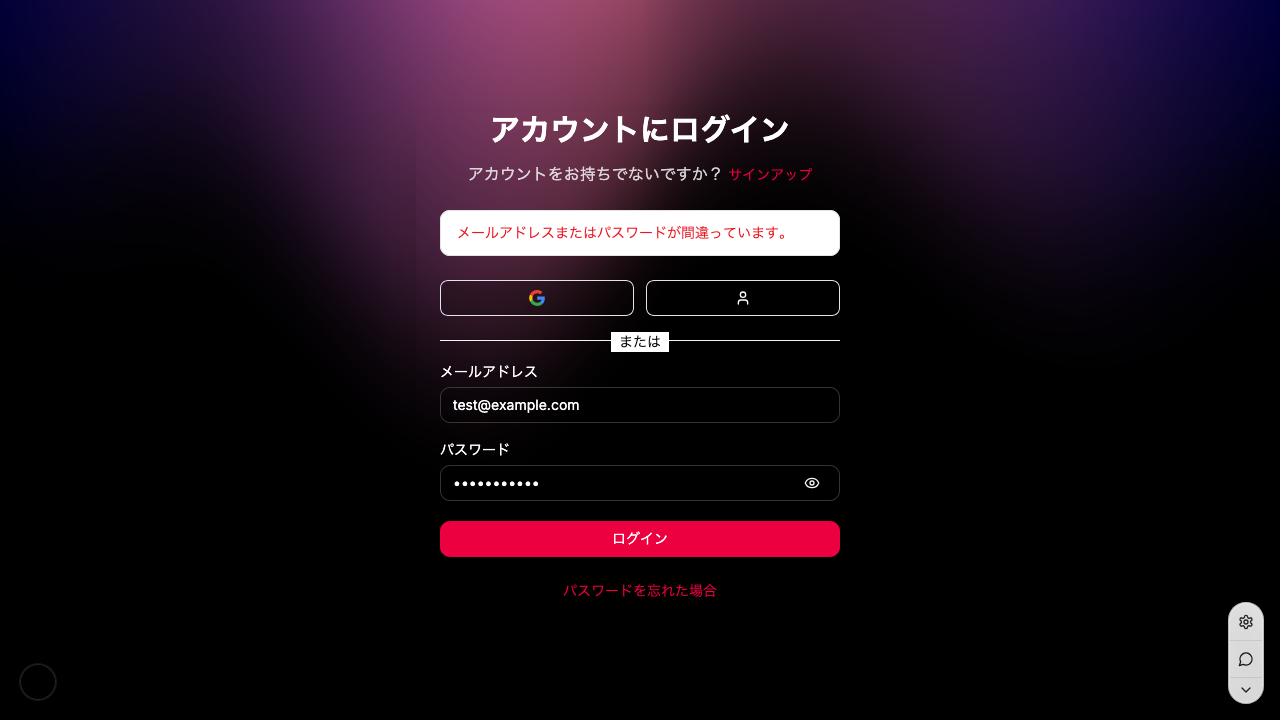 アカウントにログイン
アカウントをお持ちでないですか？ サインアップ
メールアドレスまたはパスワードが間違っています。
または
メールアドレス
test@example.com
パスワード
•••••••••••
ログイン
パスワードを忘れた場合